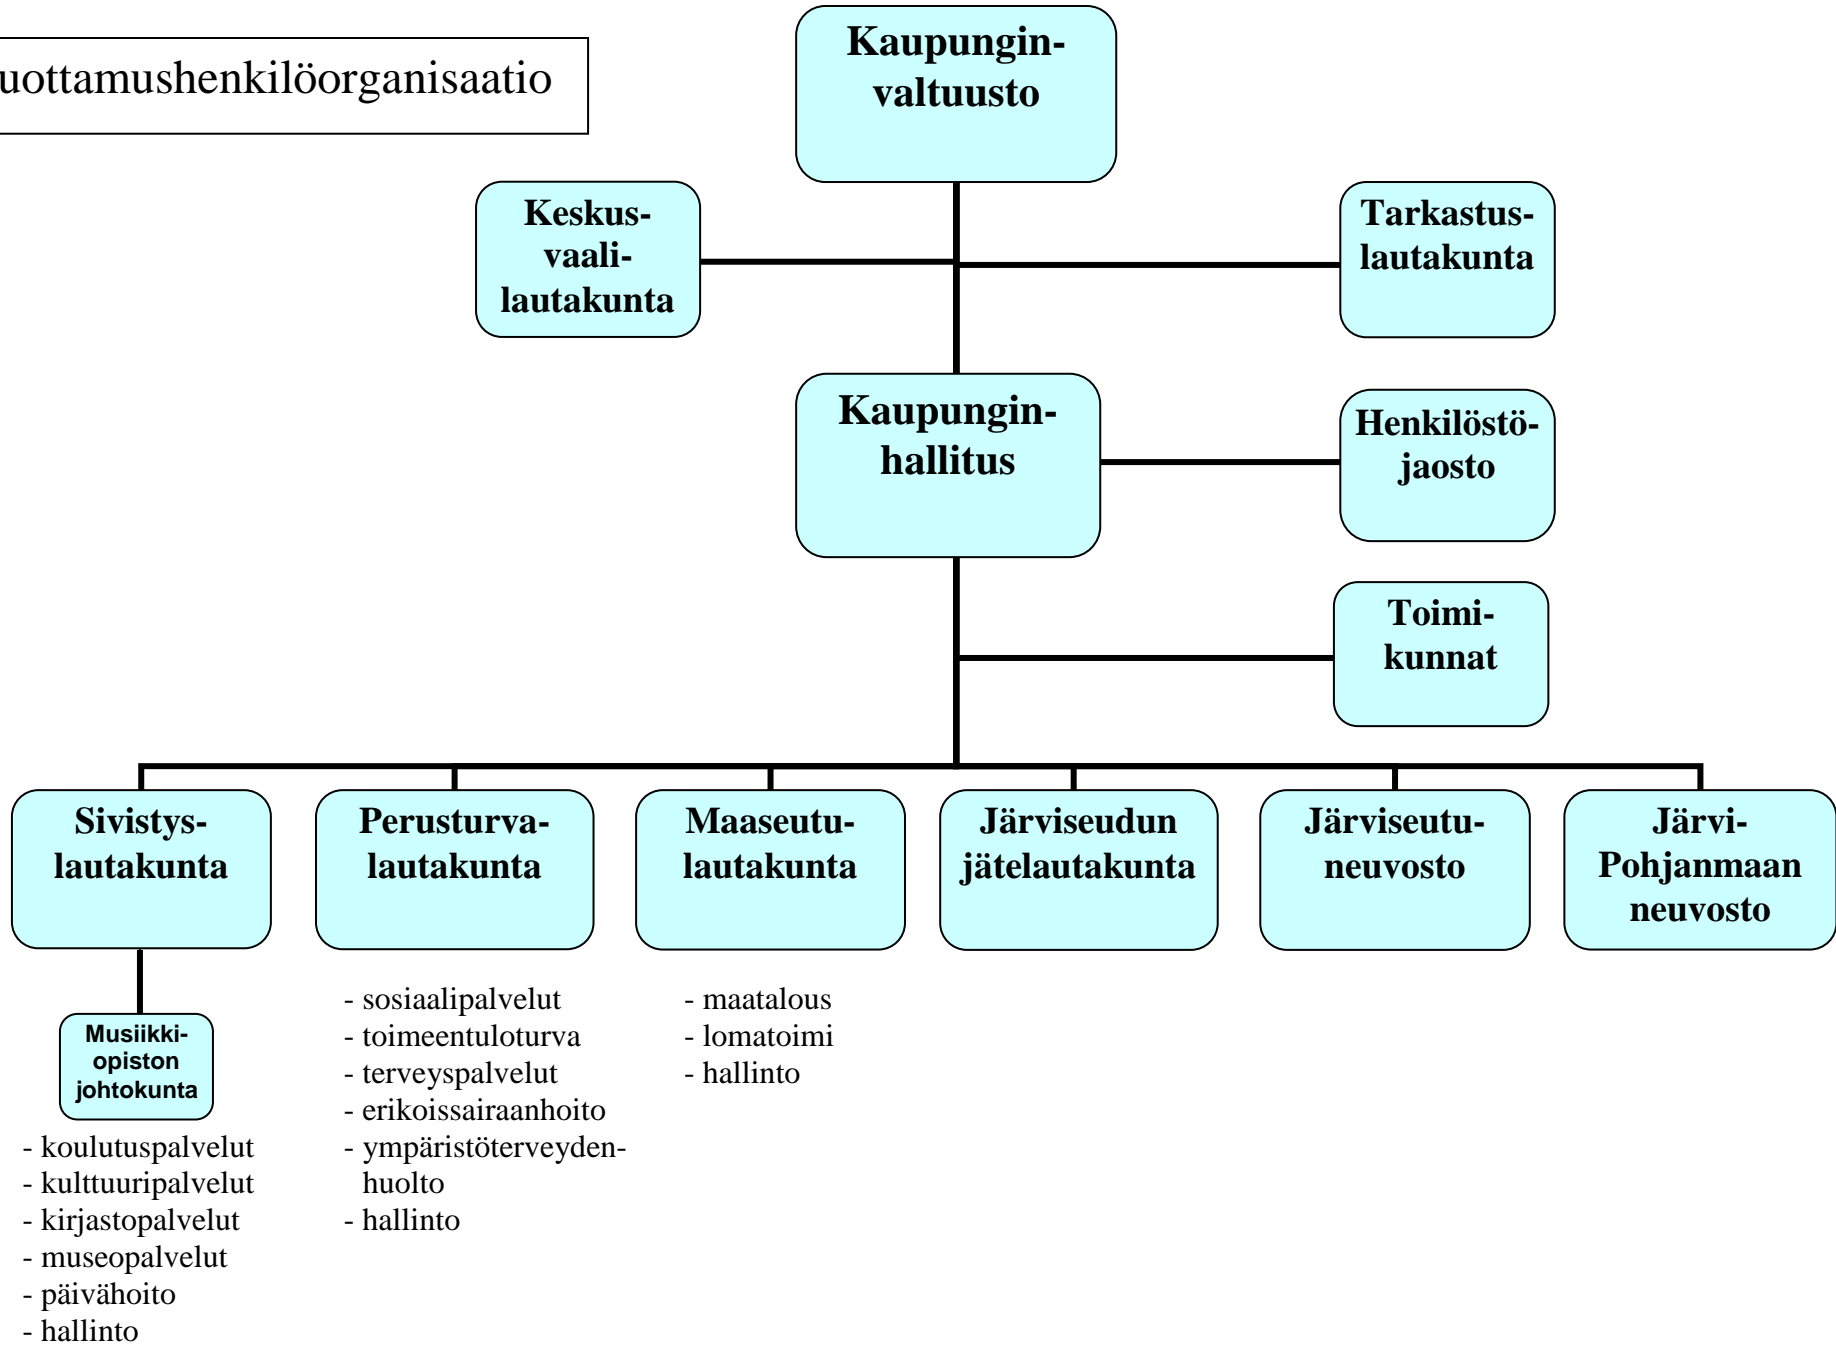 uottamushenkilöorganisaatio
Kaupungin-
valtuusto
Keskus-
vaali-
lautakunta
Tarkastus-
lautakunta
Kaupungin-
hallitus
Henkilöstö-
jaosto
Toimi-
kunnat
Sivistys-
lautakunta
Perusturva-
lautakunta
Maaseutu-
lautakunta
Järviseudun
jätelautakunta
Järviseutu-
neuvosto
Järvi-
Pohjanmaan
neuvosto
Musiikki-
opiston
johtokunta
- koulutuspalvelut
- kulttuuripalvelut
- kirjastopalvelut
- museopalvelut
- päivähoito
- hallinto
- sosiaalipalvelut
- toimeentuloturva
- terveyspalvelut
- erikoissairaanhoito
- ympäristöterveyden-
huolto
- hallinto
- maatalous
- lomatoimi
- hallinto